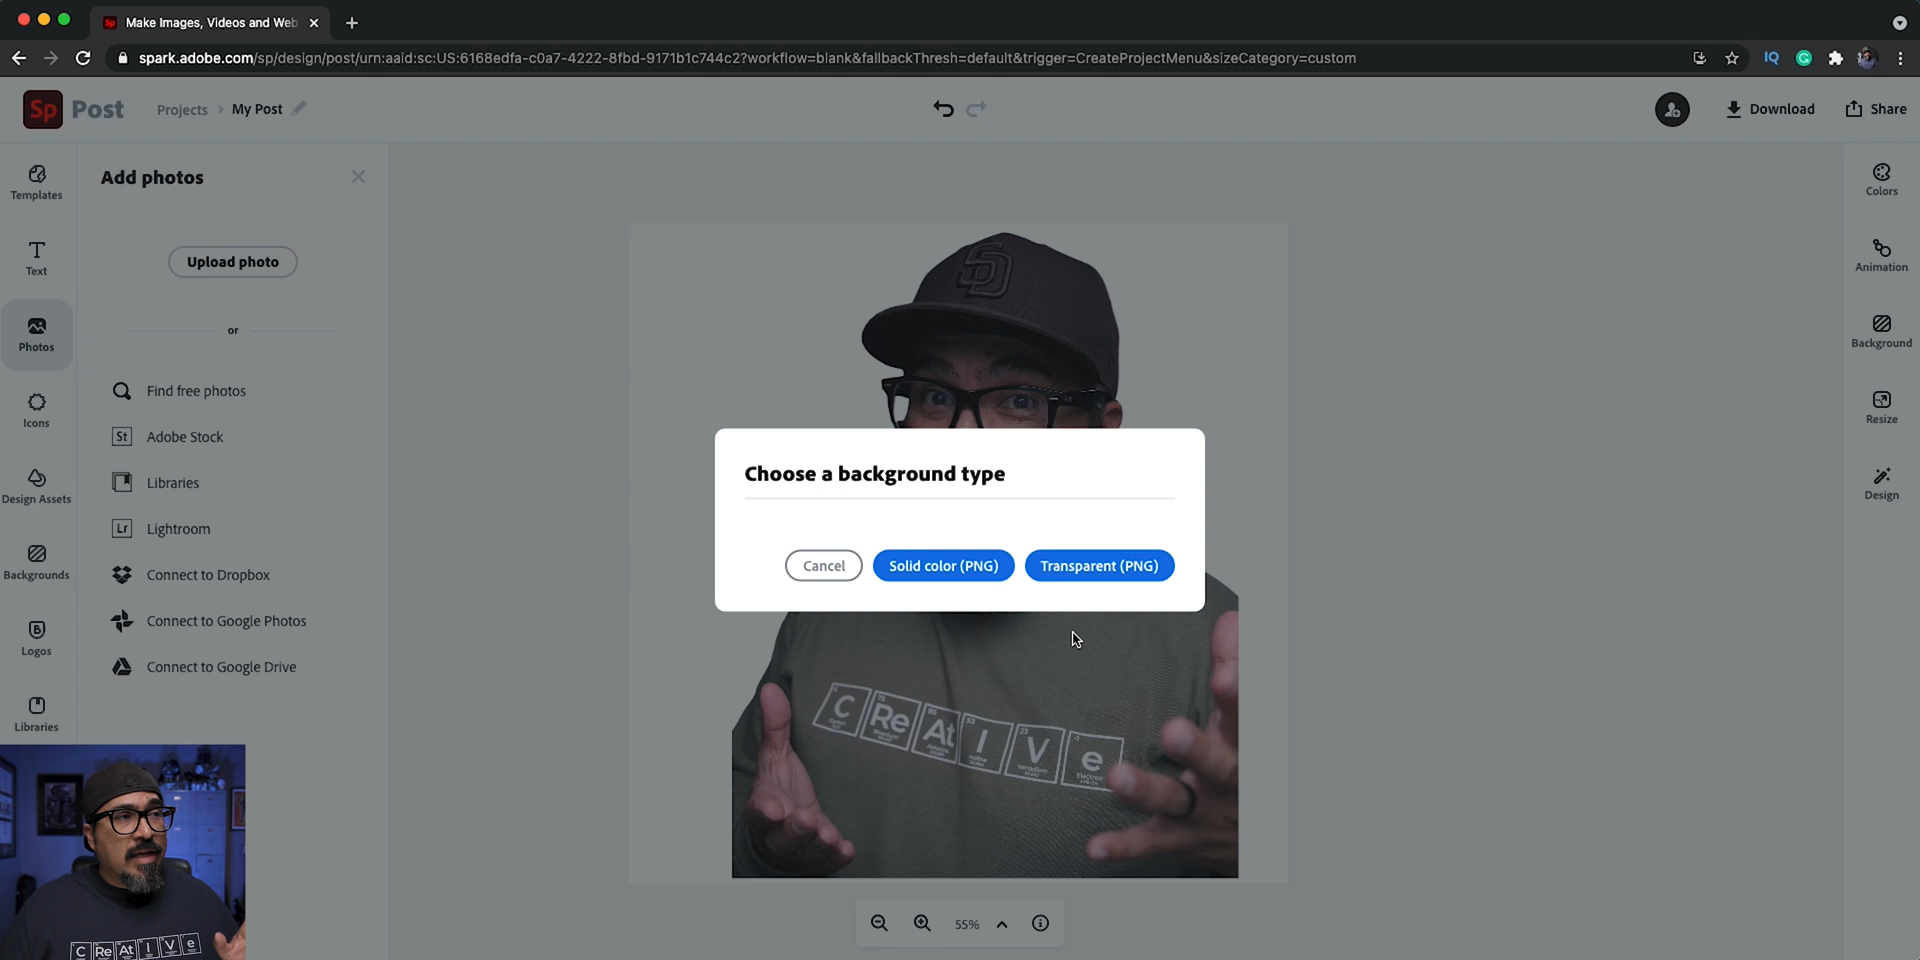 Make Images, Videos and Web
spark.adobe.com/sp/design/post/urn:aaid:sc:US:6168edfa-c0a7-4222-8fbd-9171b1c744c2?workflow=blank&fallbackThresh=default&trigger=CreateProjectMenu&sizeCategory=custom
IQ
Sp Post
Projects > My Post
Download
Share
Templates
Text
Photos
Icons
Design Assets
Backgrounds
Logos
Libraries
Add photos
Upload photo
or
Find free photos
St Adobe Stock
Libraries
Lr Lightroom
Connect to Dropbox
Connect to Google Photos
Connect to Google Drive
SD
Choose a background type
Cancel
Solid color (PNG)
Transparent (PNG)
C Re At I V e
55%
Colors
Animation
Background
Resize
Design
C Re At I V e